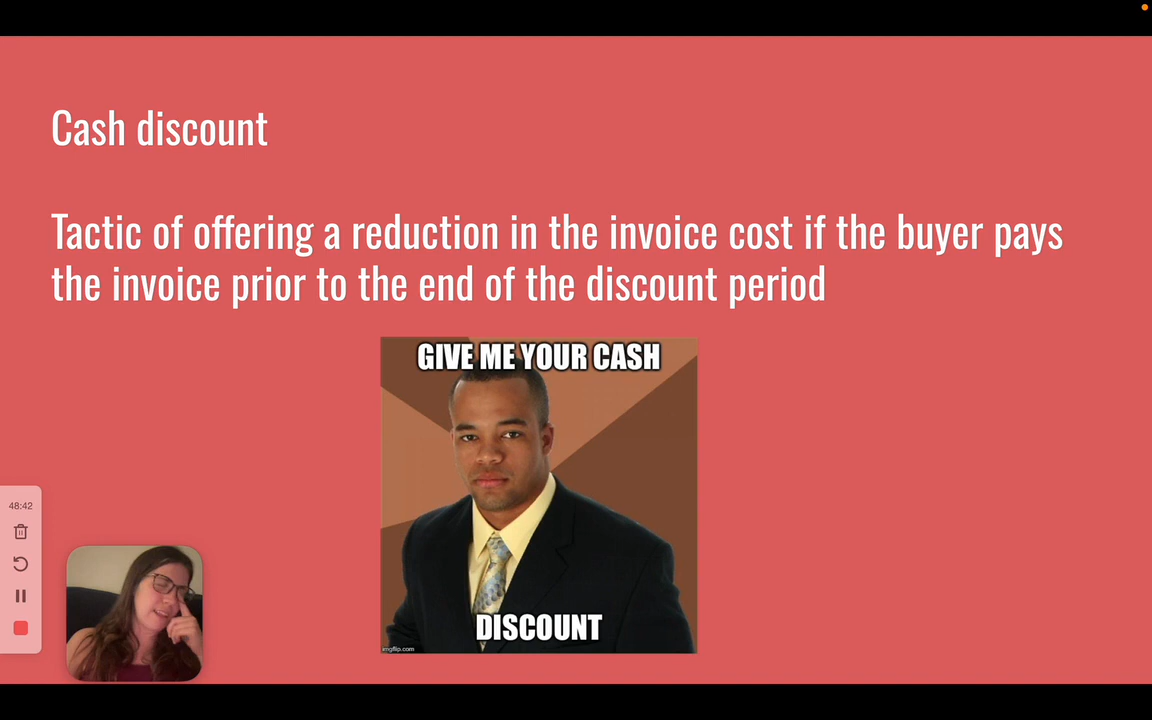 Cash discount
Tactic of offering a reduction in the invoice cost if the buyer pays
the invoice prior to the end of the discount period
GIVE ME YOUR CASH
DISCOUNT
imgflip.com
48:42